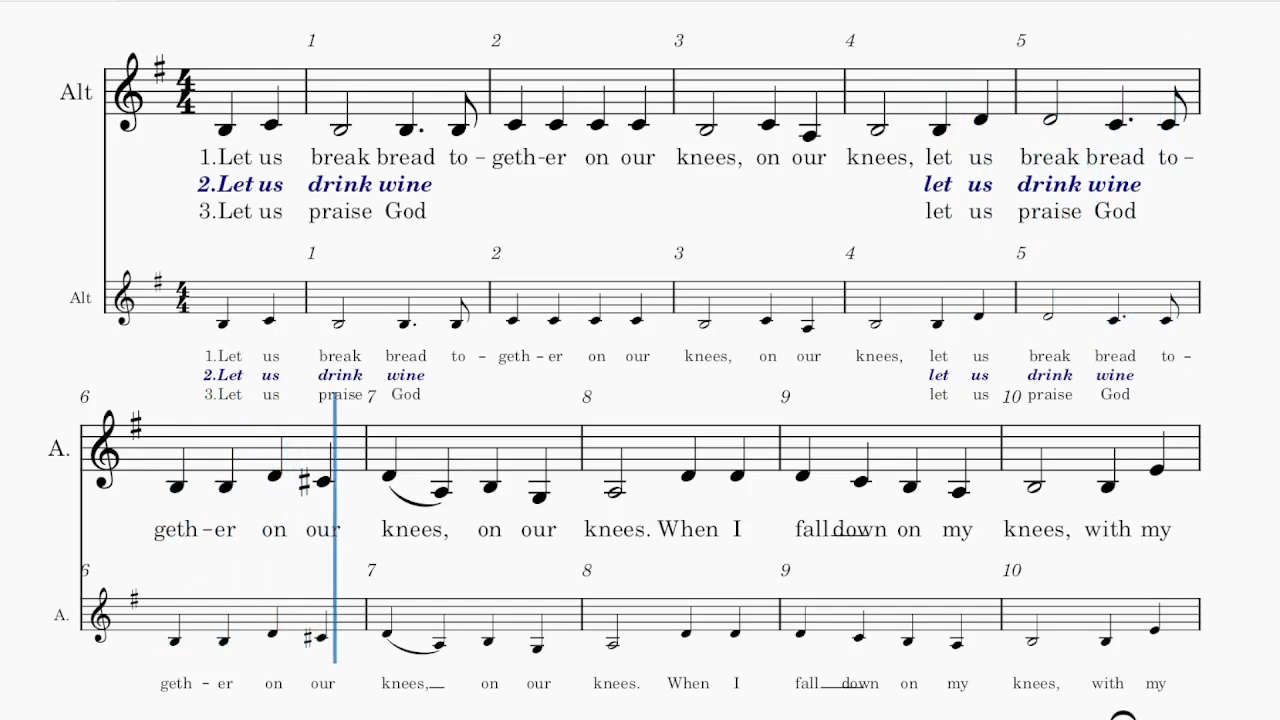 1 2 3 4 5
Alt
1.Let us break bread to - geth-er on our knees, on our knees, let us break bread to -
2.Let us drink wine let us drink wine
3.Let us praise God let us praise God
1 2 3 4 5
Alt
1.Let us break bread to - geth - er on our knees, on our knees, let us break bread to -
2.Let us drink wine let us drink wine
3.Let us praise God let us praise God
6 7 8 9 10
A.
geth - er on our knees, on our knees. When I fall down on my knees, with my
6 7 8 9 10
A.
geth - er on our knees, on our knees. When I fall down on my knees, with my